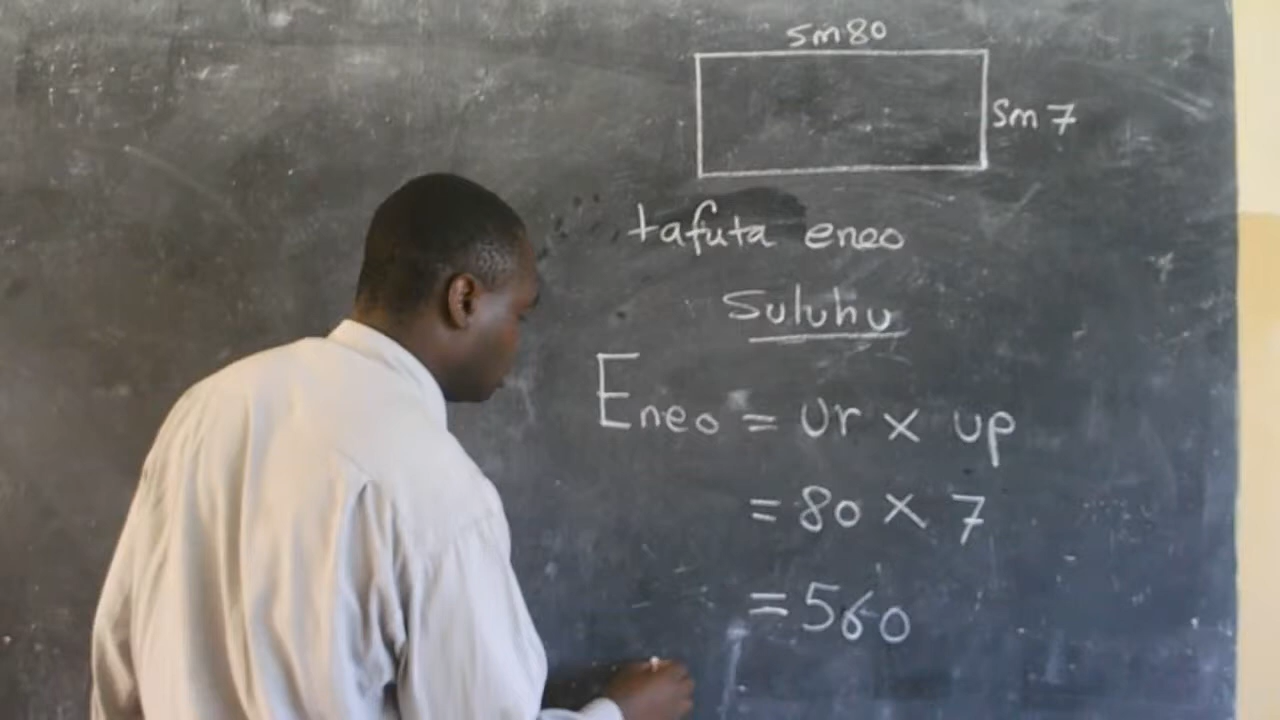 sm80
sm 7
tafuta eneo
Suluhu
Eneo = Ur x up
= 80 x 7
= 560